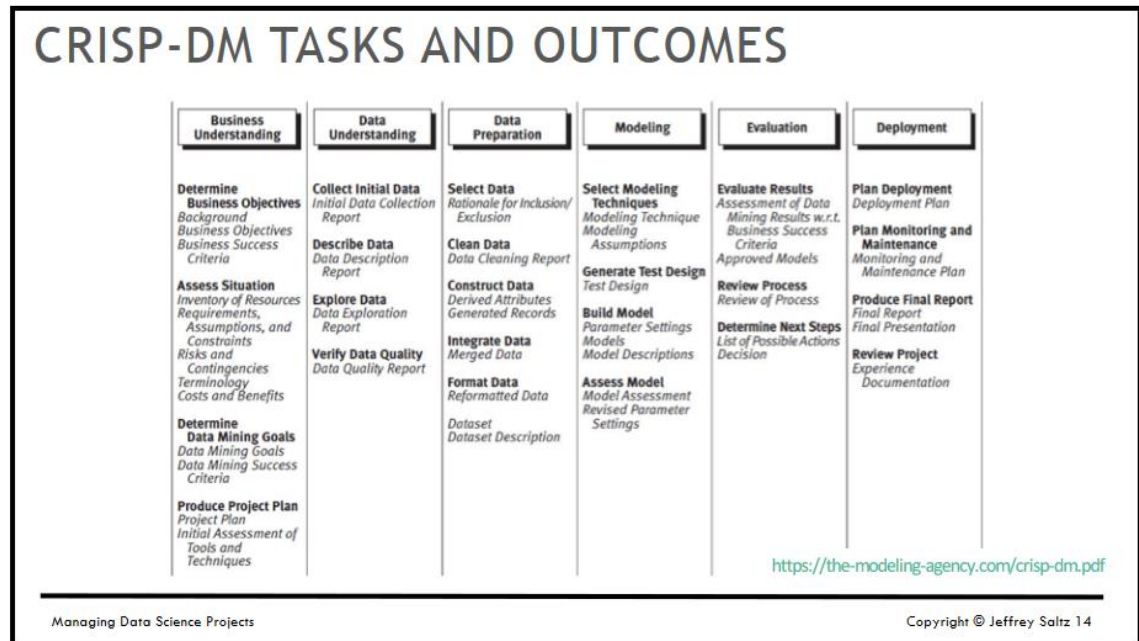 CRISP-DM TASKS AND OUTCOMES
Business
Understanding
Determine
Business Objectives
Background
Business Objectives
Business Success
Criteria
Assess Situation
Inventory of Resources
Requirements,
Assumptions, and
Constraints
Risks and
Contingencies
Terminology
Costs and Benefits
Determine
Data Mining Goals
Data Mining Goals
Data Mining Success
Criteria
Produce Project Plan
Project Plan
Initial Assessment of
Tools and
Techniques
Data
Understanding
Collect Initial Data
Initial Data Collection
Report
Describe Data
Data Description
Report
Explore Data
Data Exploration
Report
Verify Data Quality
Data Quality Report
Data
Preparation
Select Data
Rationale for Inclusion/
Exclusion
Clean Data
Data Cleaning Report
Construct Data
Derived Attributes
Generated Records
Integrate Data
Merged Data
Format Data
Reformatted Data
Dataset
Dataset Description
Modeling
Select Modeling
Techniques
Modeling Technique
Modeling
Assumptions
Generate Test Design
Test Design
Build Model
Parameter Settings
Models
Model Descriptions
Assess Model
Model Assessment
Revised Parameter
Settings
Evaluation
Evaluate Results
Assessment of Data
Mining Results w.r.t.
Business Success
Criteria
Approved Models
Review Process
Review of Process
Determine Next Steps
List of Possible Actions
Decision
Deployment
Plan Deployment
Deployment Plan
Plan Monitoring and
Maintenance
Monitoring and
Maintenance Plan
Produce Final Report
Final Report
Final Presentation
Review Project
Experience
Documentation
https://the-modeling-agency.com/crisp-dm.pdf
Managing Data Science Projects
Copyright © Jeffrey Saltz 14